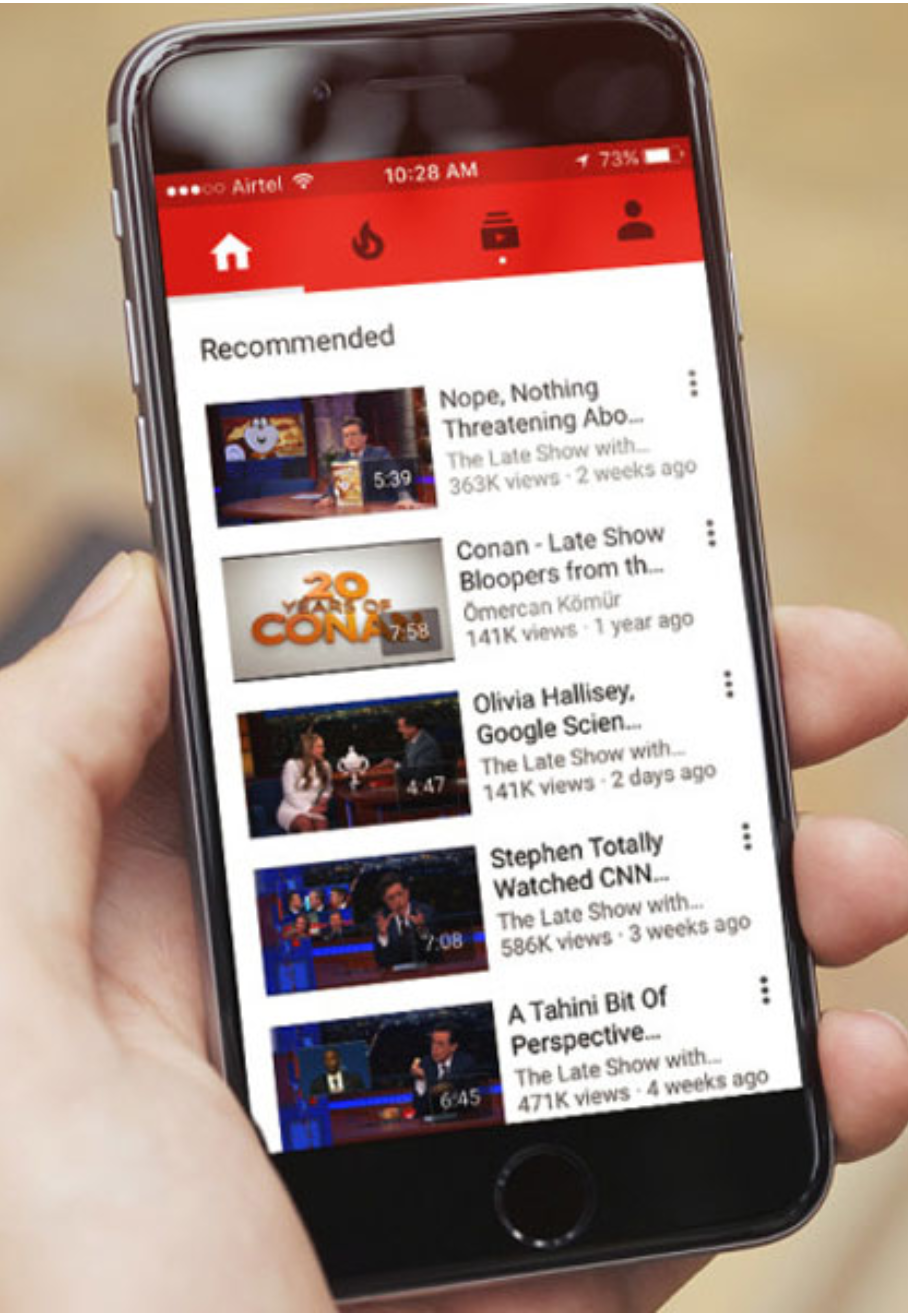 ●●●○○ Airtel 10:28 AM 73%
Recommended
Nope, Nothing
Threatening Abo...
The Late Show with...
363K views · 2 weeks ago
5:39
Conan - Late Show
Bloopers from th...
Ömercan Kömür
141K views · 1 year ago
20
YEARS OF
CONAN
7:58
Olivia Hallisey,
Google Scien...
The Late Show with...
141K views · 2 days ago
4:47
Stephen Totally
Watched CNN...
The Late Show with...
586K views · 3 weeks ago
7:08
A Tahini Bit Of
Perspective...
The Late Show with...
471K views · 4 weeks ago
6:45